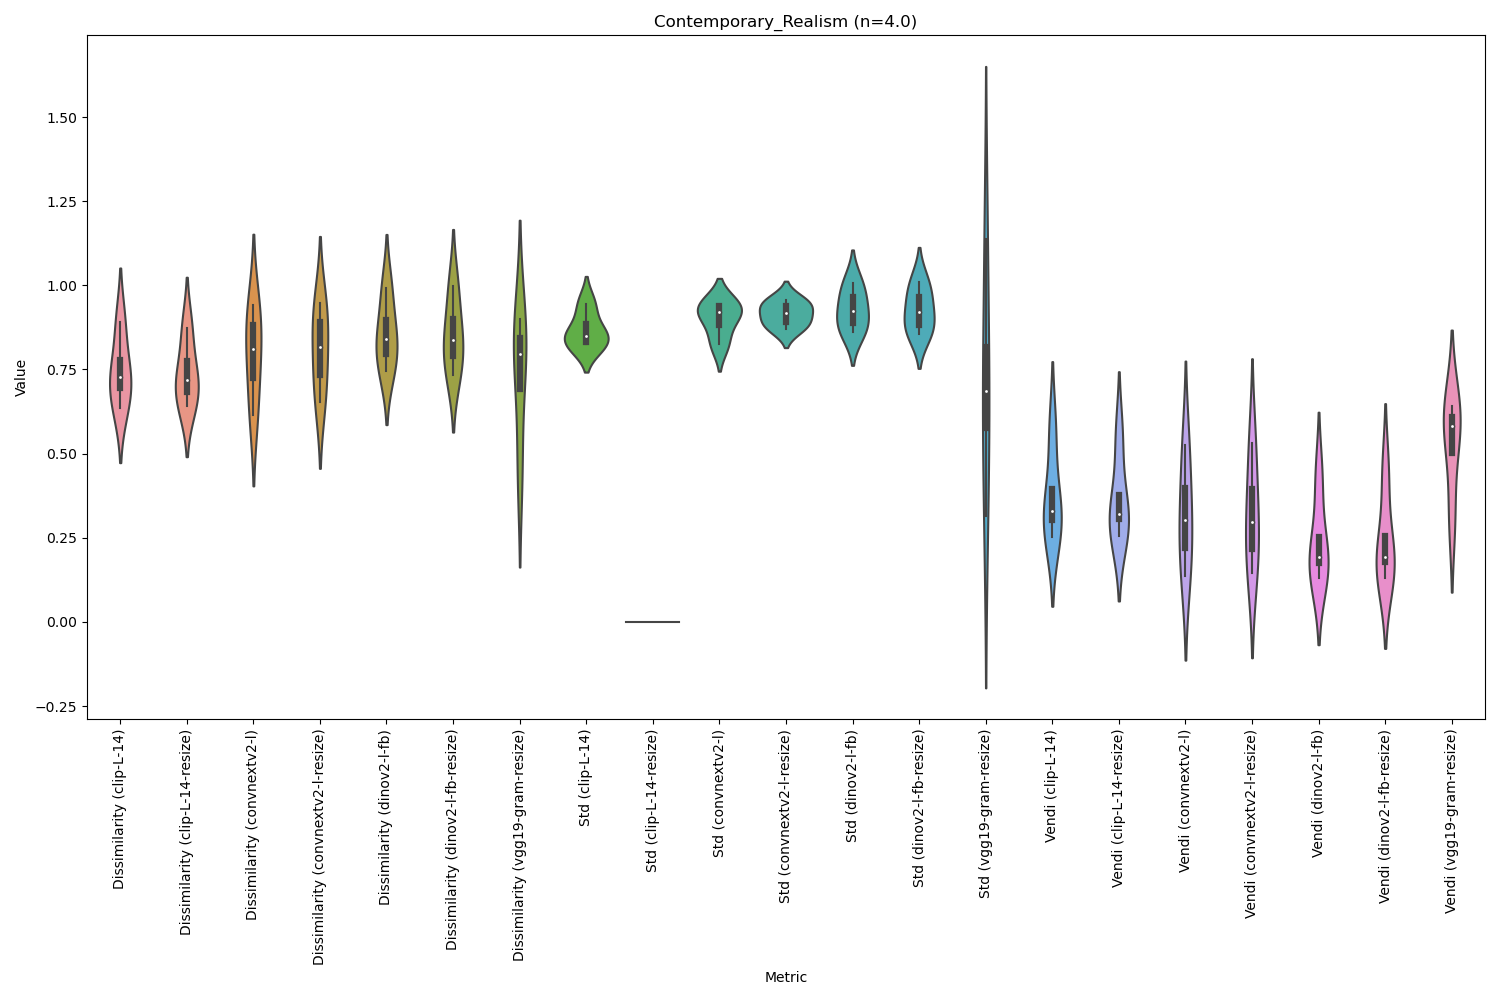 Contemporary_Realism (n=4.0)
Value
1.50
1.25
1.00
0.75
0.50
0.25
0.00
−0.25
Dissimilarity (clip-L-14)
Dissimilarity (clip-L-14-resize)
Dissimilarity (convnextv2-l)
Dissimilarity (convnextv2-l-resize)
Dissimilarity (dinov2-l-fb)
Dissimilarity (dinov2-l-fb-resize)
Dissimilarity (vgg19-gram-resize)
Std (clip-L-14)
Std (clip-L-14-resize)
Std (convnextv2-l)
Std (convnextv2-l-resize)
Std (dinov2-l-fb)
Std (dinov2-l-fb-resize)
Std (vgg19-gram-resize)
Vendi (clip-L-14)
Vendi (clip-L-14-resize)
Vendi (convnextv2-l)
Vendi (convnextv2-l-resize)
Vendi (dinov2-l-fb)
Vendi (dinov2-l-fb-resize)
Vendi (vgg19-gram-resize)
Metric